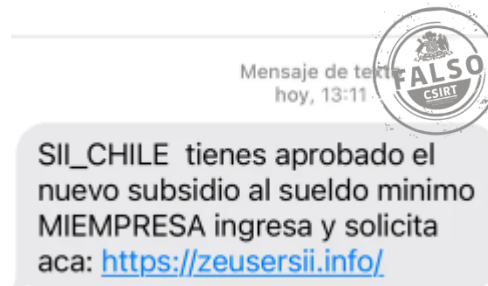 Mensaje de texto
hoy, 13:11
FALSO
CSIRT
SII_CHILE tienes aprobado el
nuevo subsidio al sueldo minimo
MIEMPRESA ingresa y solicita
aca: https://zeusersii.info/